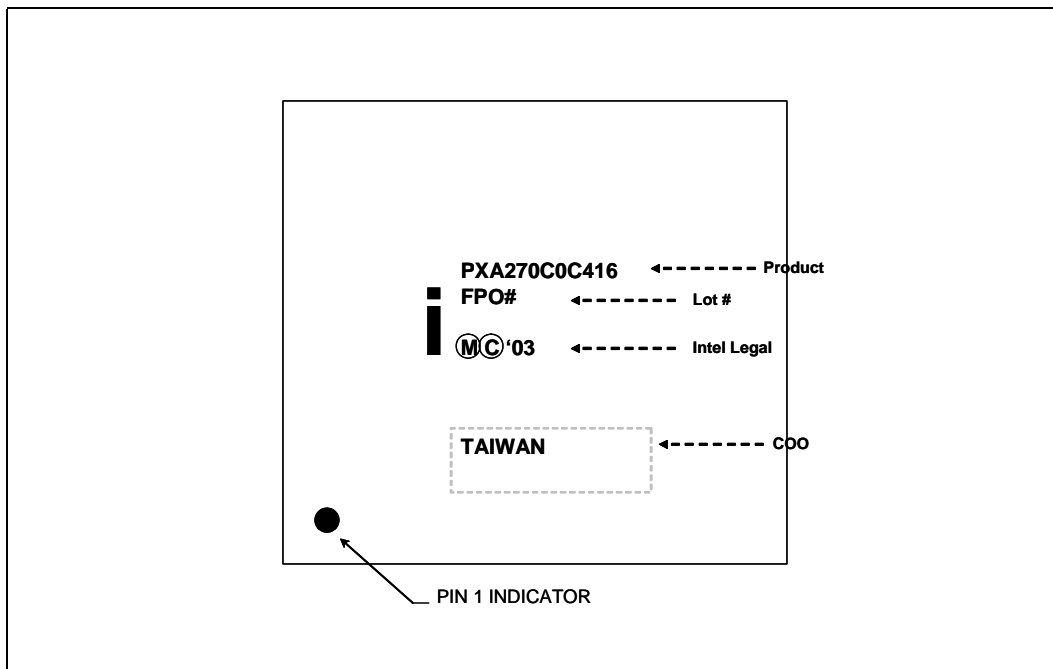 PXA270C0C416 Product
FPO# Lot #
ⓂⒸ '03 Intel Legal
TAIWAN COO
PIN 1 INDICATOR